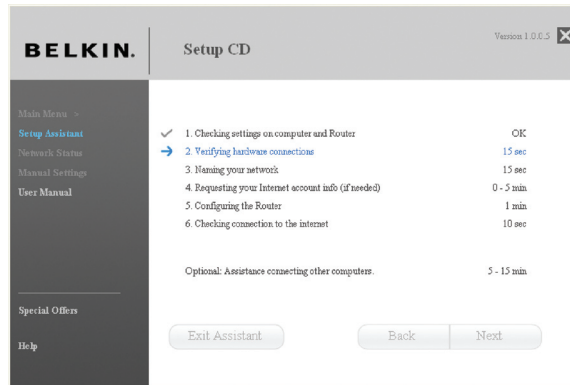 BELKIN.
Setup CD
Version 1.0.0.5
Main Menu >
Setup Assistant
Network Status
Manual Settings
User Manual
Special Offers
Help
1. Checking settings on computer and Router OK
2. Verifying hardware connections 15 sec
3. Naming your network 15 sec
4. Requesting your Internet account info (if needed) 0 - 5 min
5. Configuring the Router 1 min
6. Checking connection to the internet 10 sec
Optional: Assistance connecting other computers. 5 - 15 min
Exit Assistant
Back
Next